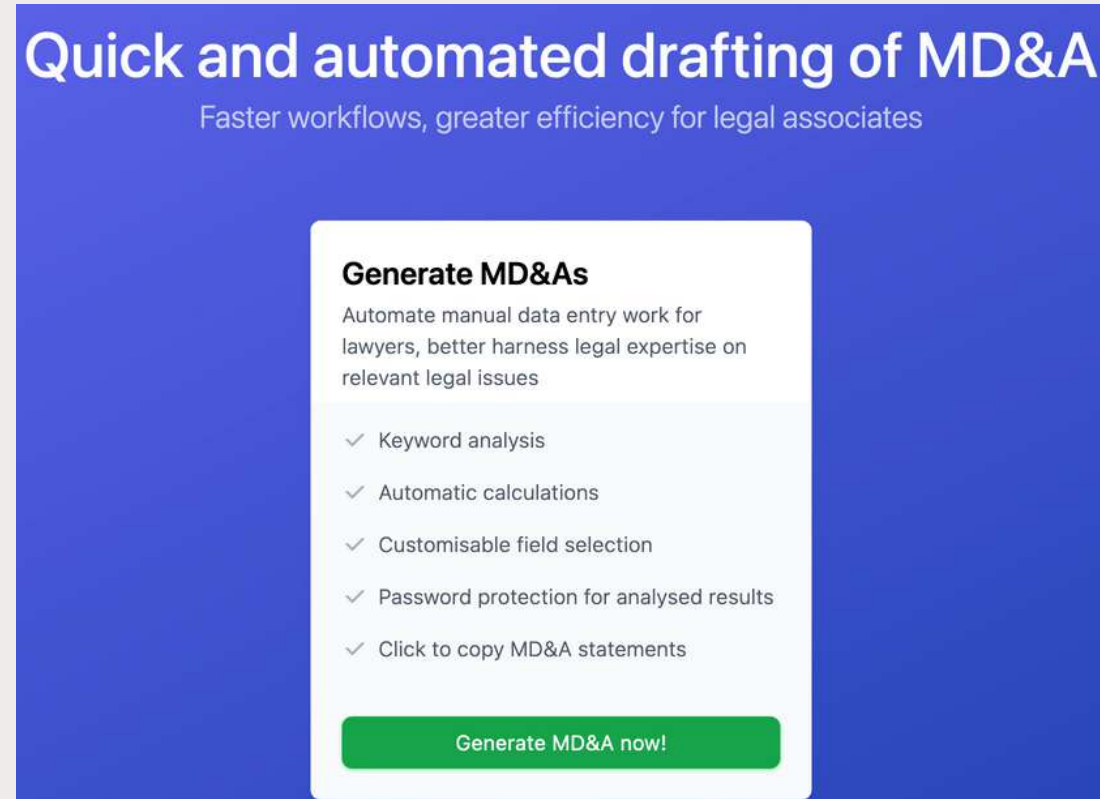 Quick and automated drafting of MD&A
Faster workflows, greater efficiency for legal associates
Generate MD&As
Automate manual data entry work for
lawyers, better harness legal expertise on
relevant legal issues
Keyword analysis
Automatic calculations
Customisable field selection
Password protection for analysed results
Click to copy MD&A statements
Generate MD&A now!